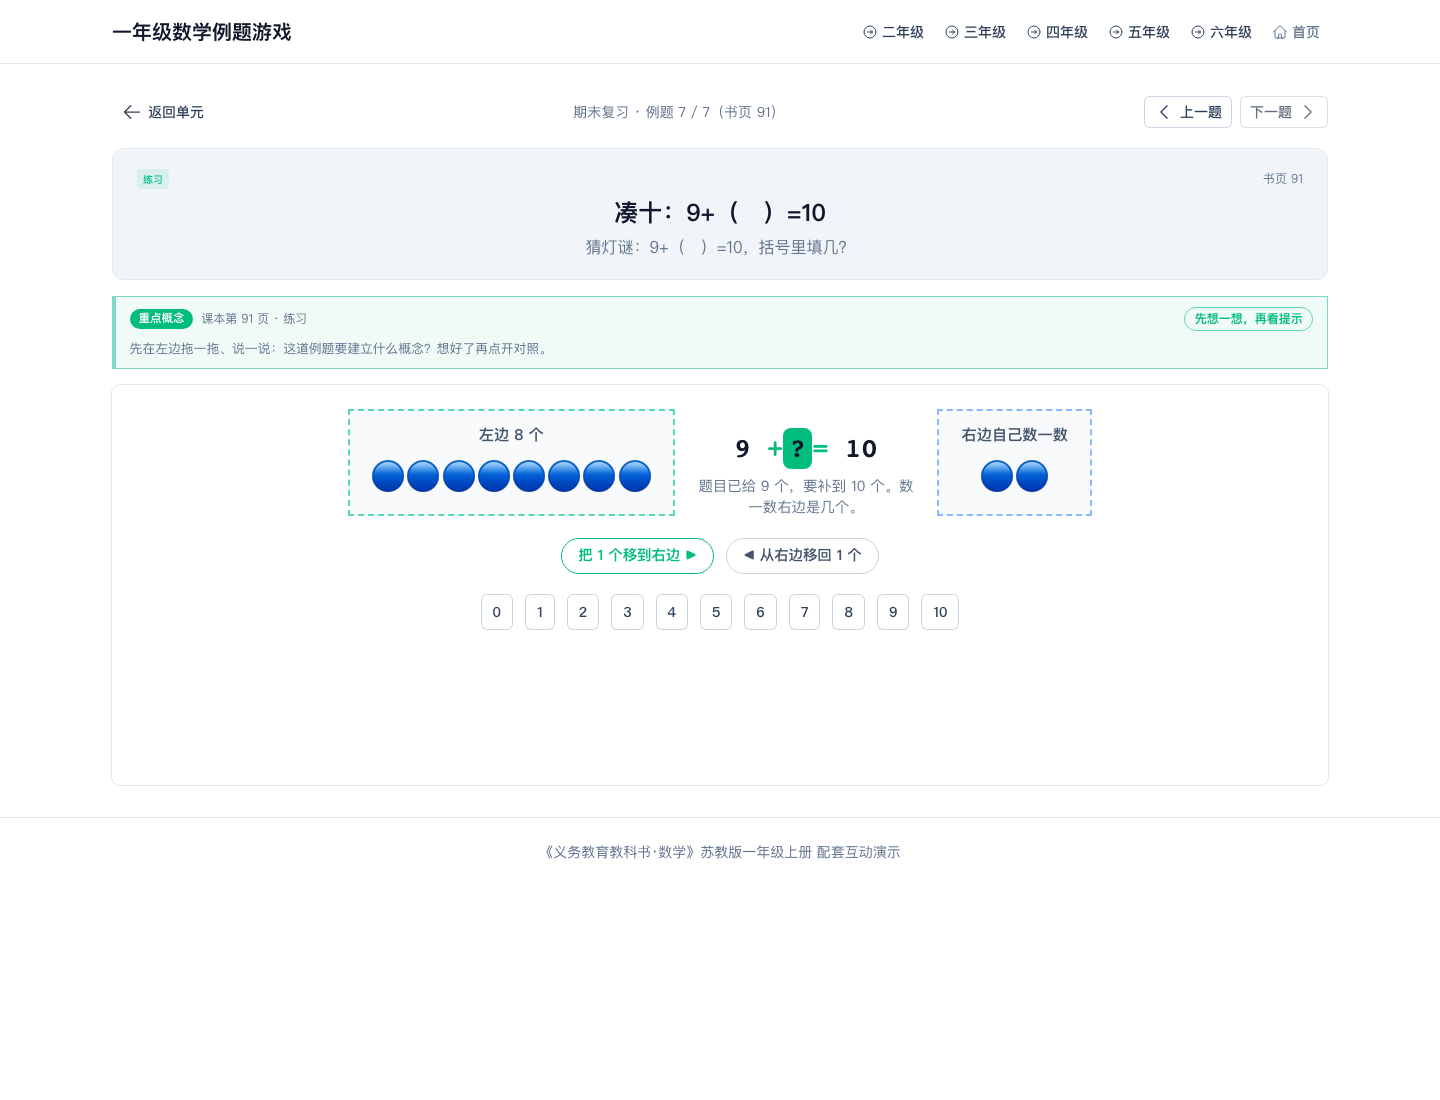 一年级数学例题游戏
二年级 三年级 四年级 五年级 六年级 首页
返回单元
期末复习 · 例题 7 / 7（书页 91）
上一题 下一题
练习
书页 91
凑十：9+（　）=10
猜灯谜：9+（　）=10，括号里填几？
重点概念 课本第 91 页 · 练习
先想一想，再看提示
先在左边拖一拖、说一说：这道例题要建立什么概念？想好了再点开对照。
左边 8 个
9 + ? = 10
题目已给 9 个，要补到 10 个。数
一数右边是几个。
右边自己数一数
把 1 个移到右边 ▶
◀ 从右边移回 1 个
0 1 2 3 4 5 6 7 8 9 10
《义务教育教科书·数学》苏教版一年级上册 配套互动演示